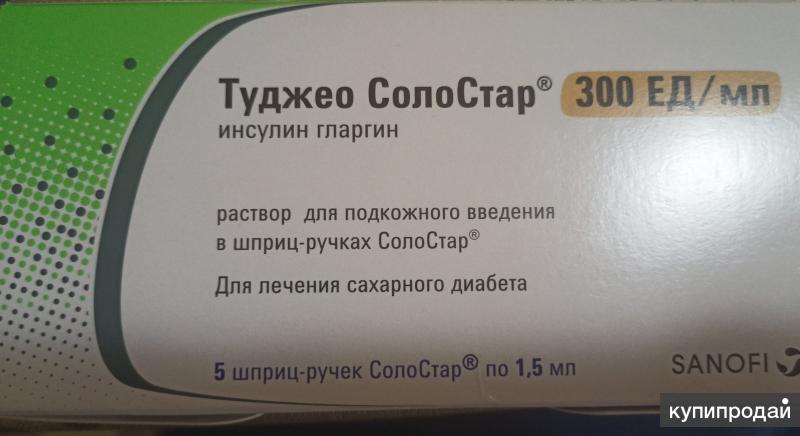 Туджео СолоСтар® 300 ЕД/мл
инсулин гларгин
раствор для подкожного введения
в шприц-ручках СолоСтар®
Для лечения сахарного диабета
5 шприц-ручек СолоСтар® по 1,5 мл
SANOFI
купипродай